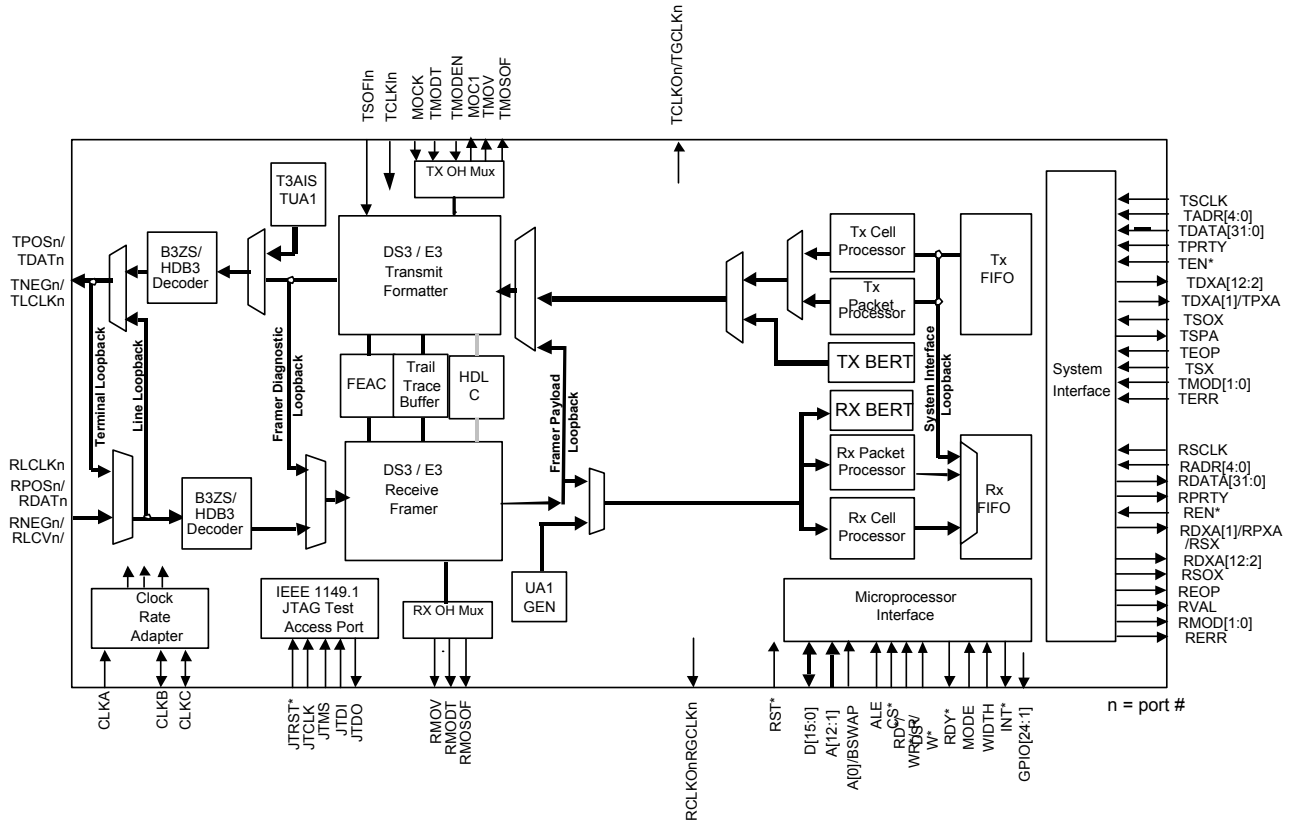 TSOFIn
TCLKIn
MOCK
TMODT
TMODEN
MOC1
TMOV
TMOSOF
TCLKOn/TGCLKn
T3AIS
TUA1
TX OH Mux
TPOSn/
TDATn
TNEGn/
TLCLKn
B3ZS/
HDB3
Decoder
DS3 / E3
Transmit
Formatter
Tx Cell
Processor
Tx
Packet
Processor
Tx
FIFO
TX BERT
RX BERT
Terminal Loopback
Line Loopback
Framer Diagnostic
Loopback
FEAC
Trail
Trace
Buffer
HDL
C
Framer Payload
Loopback
System Interface
Loopback
System
Interface
TSCLK
TADR[4:0]
TDATA[31:0]
TPRTY
TEN*
TDXA[12:2]
TDXA[1]/TPXA
TSOX
TSPA
TEOP
TSX
TMOD[1:0]
TERR
RSCLK
RADR[4:0]
RDATA[31:0]
RPRTY
REN*
RDXA[1]/RPXA
/RSX
RDXA[12:2]
RSOX
REOP
RVAL
RMOD[1:0]
RERR
RLCLKn
RPOSn/
RDATn
RNEGn/
RLCVn/
B3ZS/
HDB3
Decoder
DS3 / E3
Receive
Framer
Rx Packet
Processor
Rx Cell
Processor
Rx
FIFO
Clock
Rate
Adapter
IEEE 1149.1
JTAG Test
Access Port
RX OH Mux
UA1
GEN
Microprocessor
Interface
CLKA
CLKB
CLKC
JTRST*
JTCLK
JTMS
JTDI
JTDO
RMOV
RMODT
RMOSOF
RCLKOnRGCLKn
RST*
D[15:0]
A[12:1]
A[0]/BSWAP
ALE
CS*
RD*/
WR*/R/
W*
RDY*
MODE
WIDTH
INT*
GPIO[24:1]
n = port #